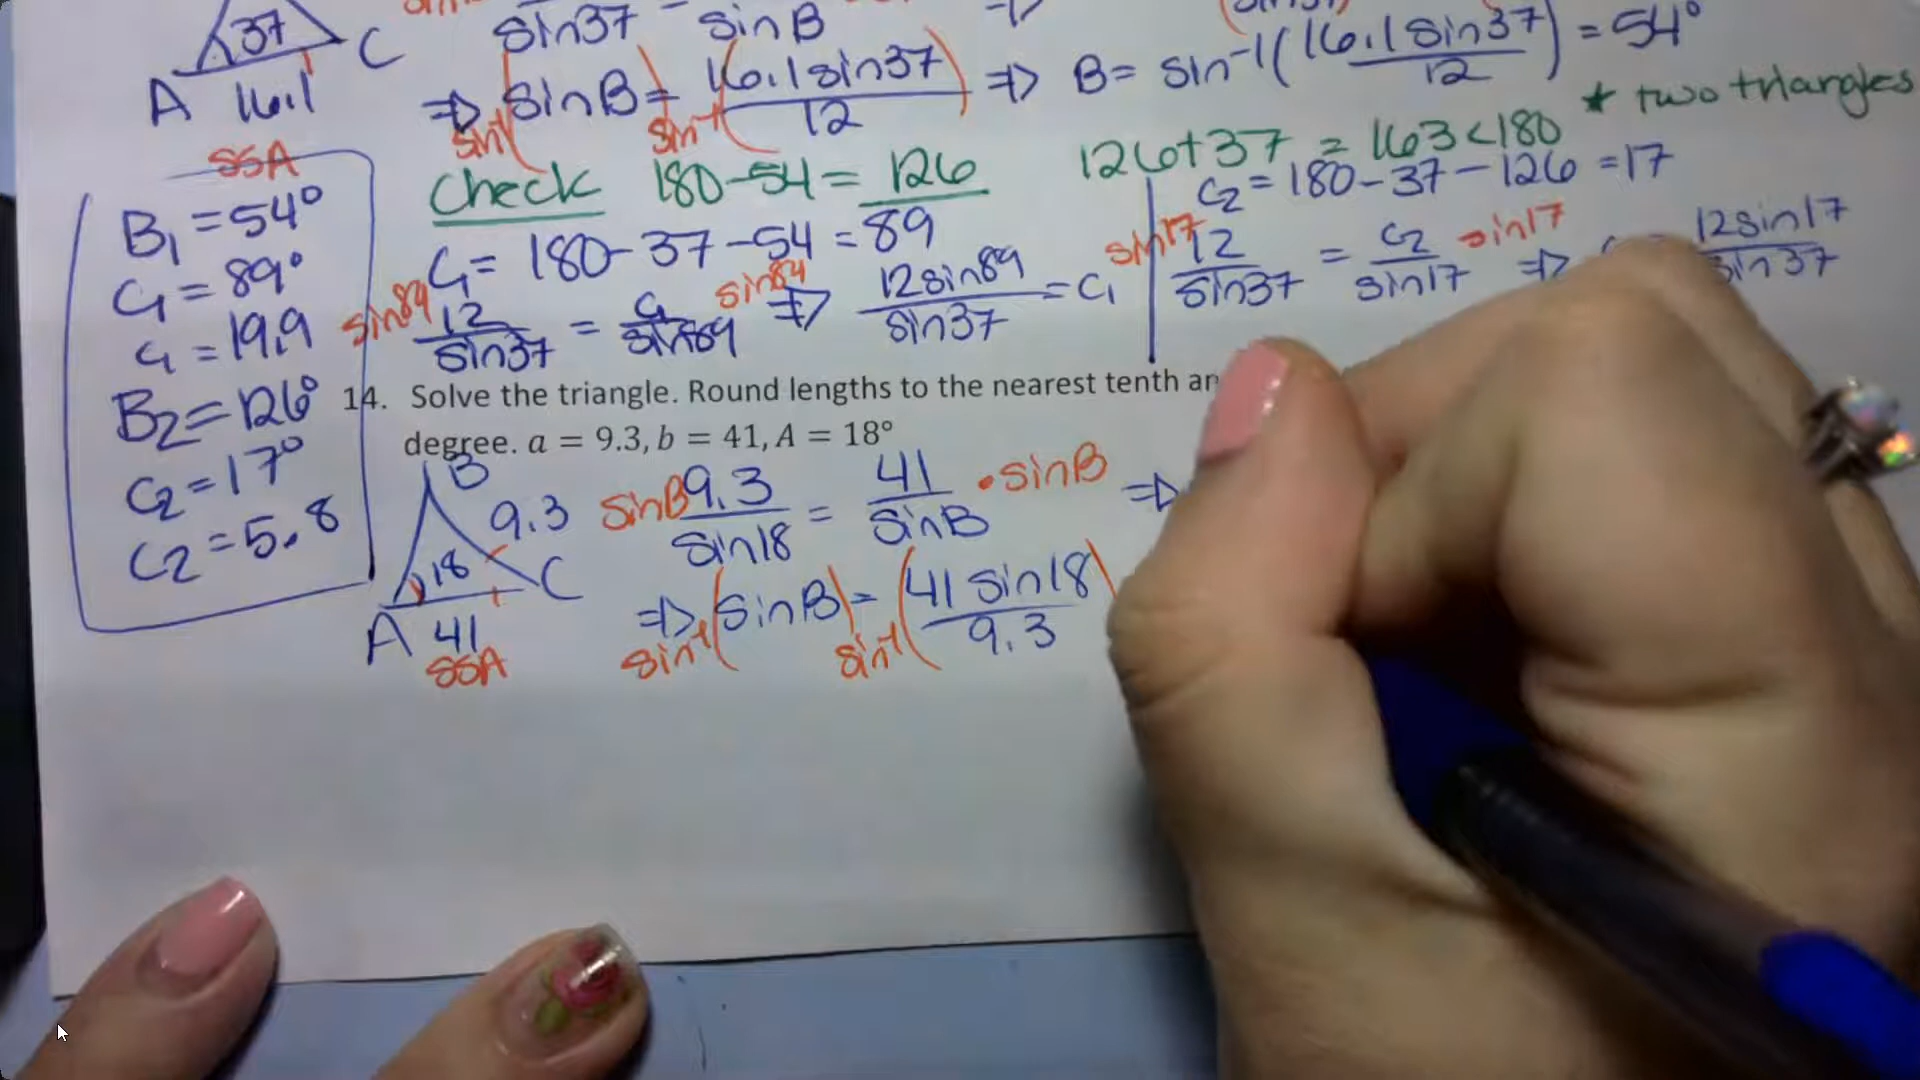 37
A 16.1 C
SSA
sin37 sinB
⇒ sinB = 16.1sin37 / 12 ⇒ B = sin⁻¹(16.1sin37 / 12) = 54°
sin⁻¹( sin⁻¹(
Check 180-54 = 126 126+37 = 163<180 * two triangles
C₁ = 180-37-54 = 89
sin89 12/sin37 = c₁/sin89 sin89 ⇒ 12sin89/sin37 = c₁
C₂ = 180-37-126 = 17
sin17 12/sin37 = c₂/sin17 sin17 ⇒ 12sin17/sin37
B₁ = 54°
C₁ = 89°
c₁ = 19.9
B₂ = 126°
C₂ = 17°
c₂ = 5.8
14. Solve the triangle. Round lengths to the nearest tenth
degree. a = 9.3, b = 41, A = 18°
B
9.3
18 C
A 41
SSA
sinB 9.3/sin18 = 41/sinB · sinB ⇒
⇒ (sinB) = (41 sin18 / 9.3)
sin⁻¹( sin⁻¹(